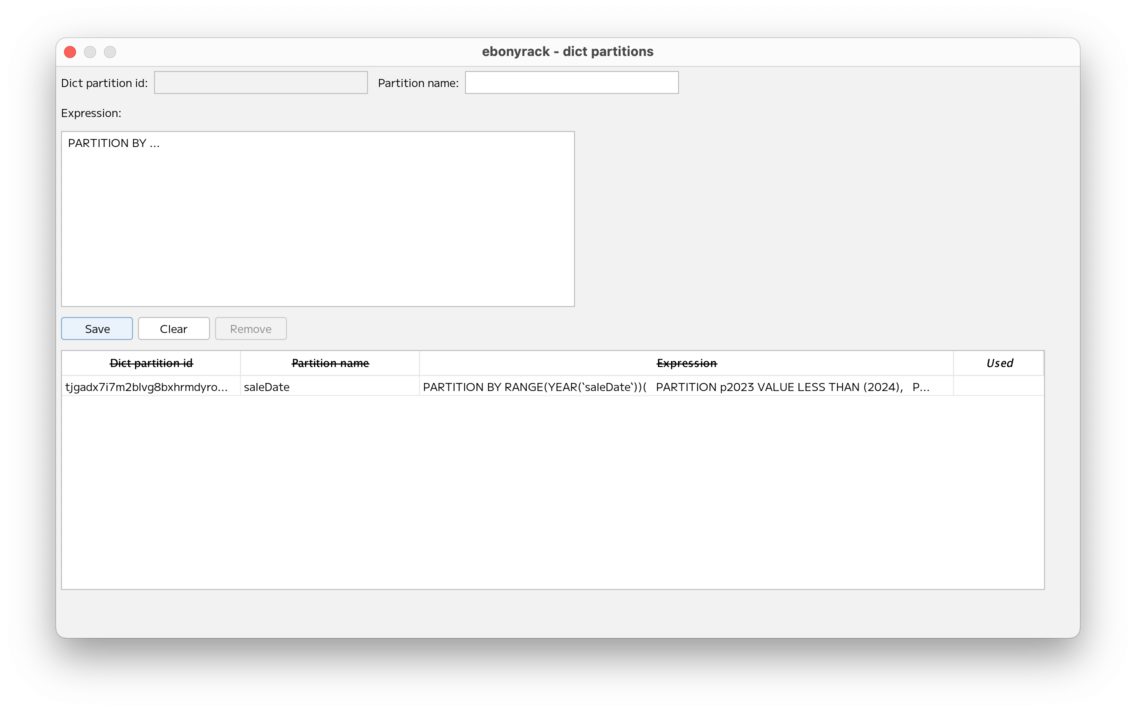 ebonyrack - dict partitions
Dict partition id: Partition name:
Expression:
PARTITION BY ...
Save Clear Remove
Dict partition id Partition name Expression Used
tjgadx7i7m2blvg8bxhrmdyro... saleDate PARTITION BY RANGE(YEAR(`saleDate`))( PARTITION p2023 VALUE LESS THAN (2024), P...